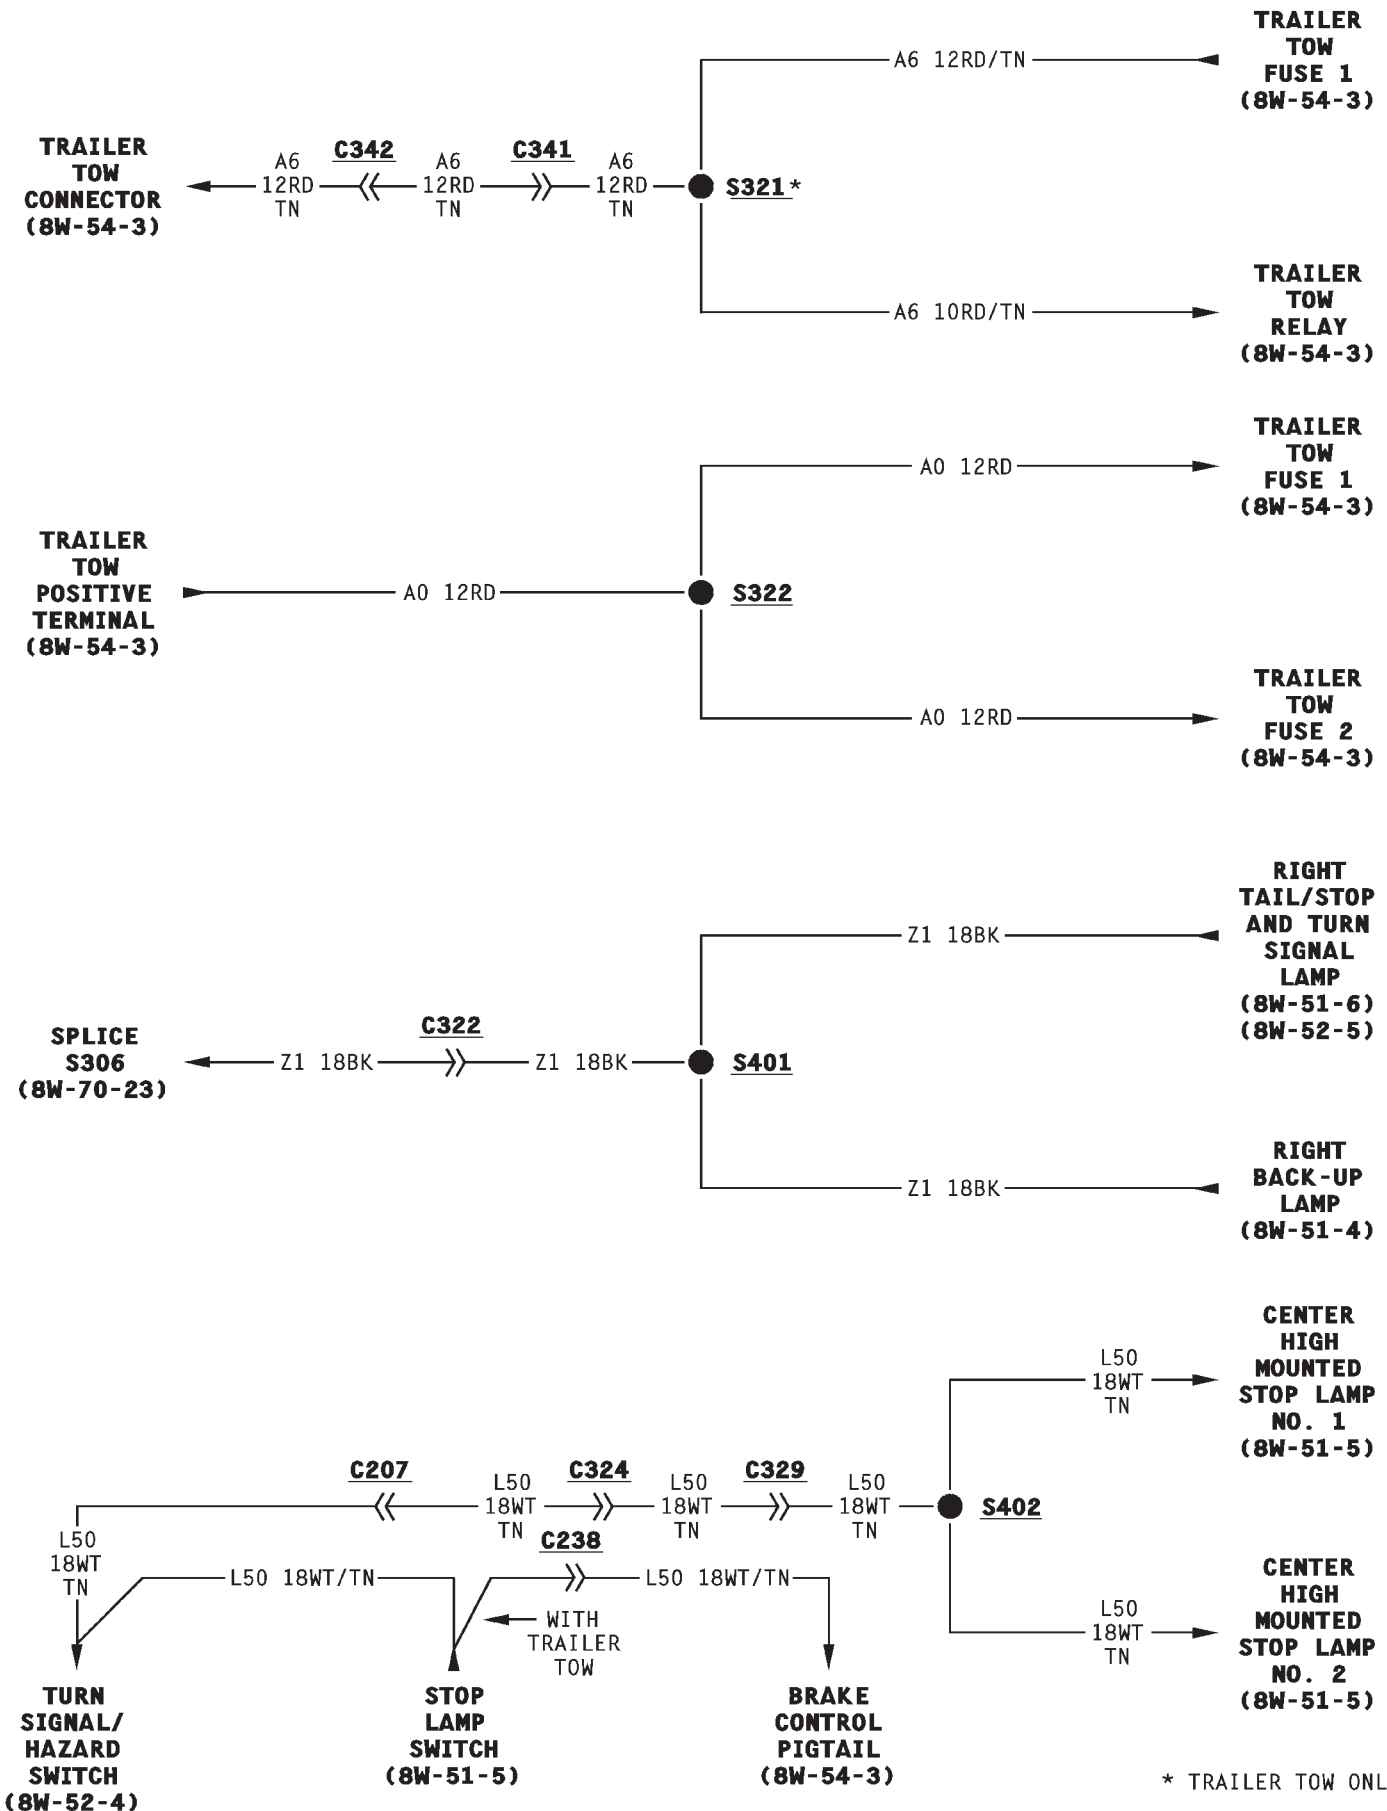 TRAILER
TOW
FUSE 1
(8W-54-3)
A6 12RD/TN
TRAILER
TOW
CONNECTOR
(8W-54-3)
A6
12RD
TN
C342
A6
12RD
TN
C341
A6
12RD
TN
S321*
A6 10RD/TN
TRAILER
TOW
RELAY
(8W-54-3)
TRAILER
TOW
FUSE 1
(8W-54-3)
A0 12RD
TRAILER
TOW
POSITIVE
TERMINAL
(8W-54-3)
A0 12RD
S322
A0 12RD
TRAILER
TOW
FUSE 2
(8W-54-3)
RIGHT
TAIL/STOP
AND TURN
SIGNAL
LAMP
(8W-51-6)
(8W-52-5)
Z1 18BK
SPLICE
S306
(8W-70-23)
Z1 18BK
C322
Z1 18BK
S401
Z1 18BK
RIGHT
BACK-UP
LAMP
(8W-51-4)
CENTER
HIGH
MOUNTED
STOP LAMP
NO. 1
(8W-51-5)
L50
18WT
TN
C207
L50
18WT
TN
C324
L50
18WT
TN
C329
L50
18WT
TN
S402
L50
18WT
TN
L50 18WT/TN
C238
L50 18WT/TN
WITH
TRAILER
TOW
L50
18WT
TN
CENTER
HIGH
MOUNTED
STOP LAMP
NO. 2
(8W-51-5)
TURN
SIGNAL/
HAZARD
SWITCH
(8W-52-4)
STOP
LAMP
SWITCH
(8W-51-5)
BRAKE
CONTROL
PIGTAIL
(8W-54-3)
* TRAILER TOW ONL